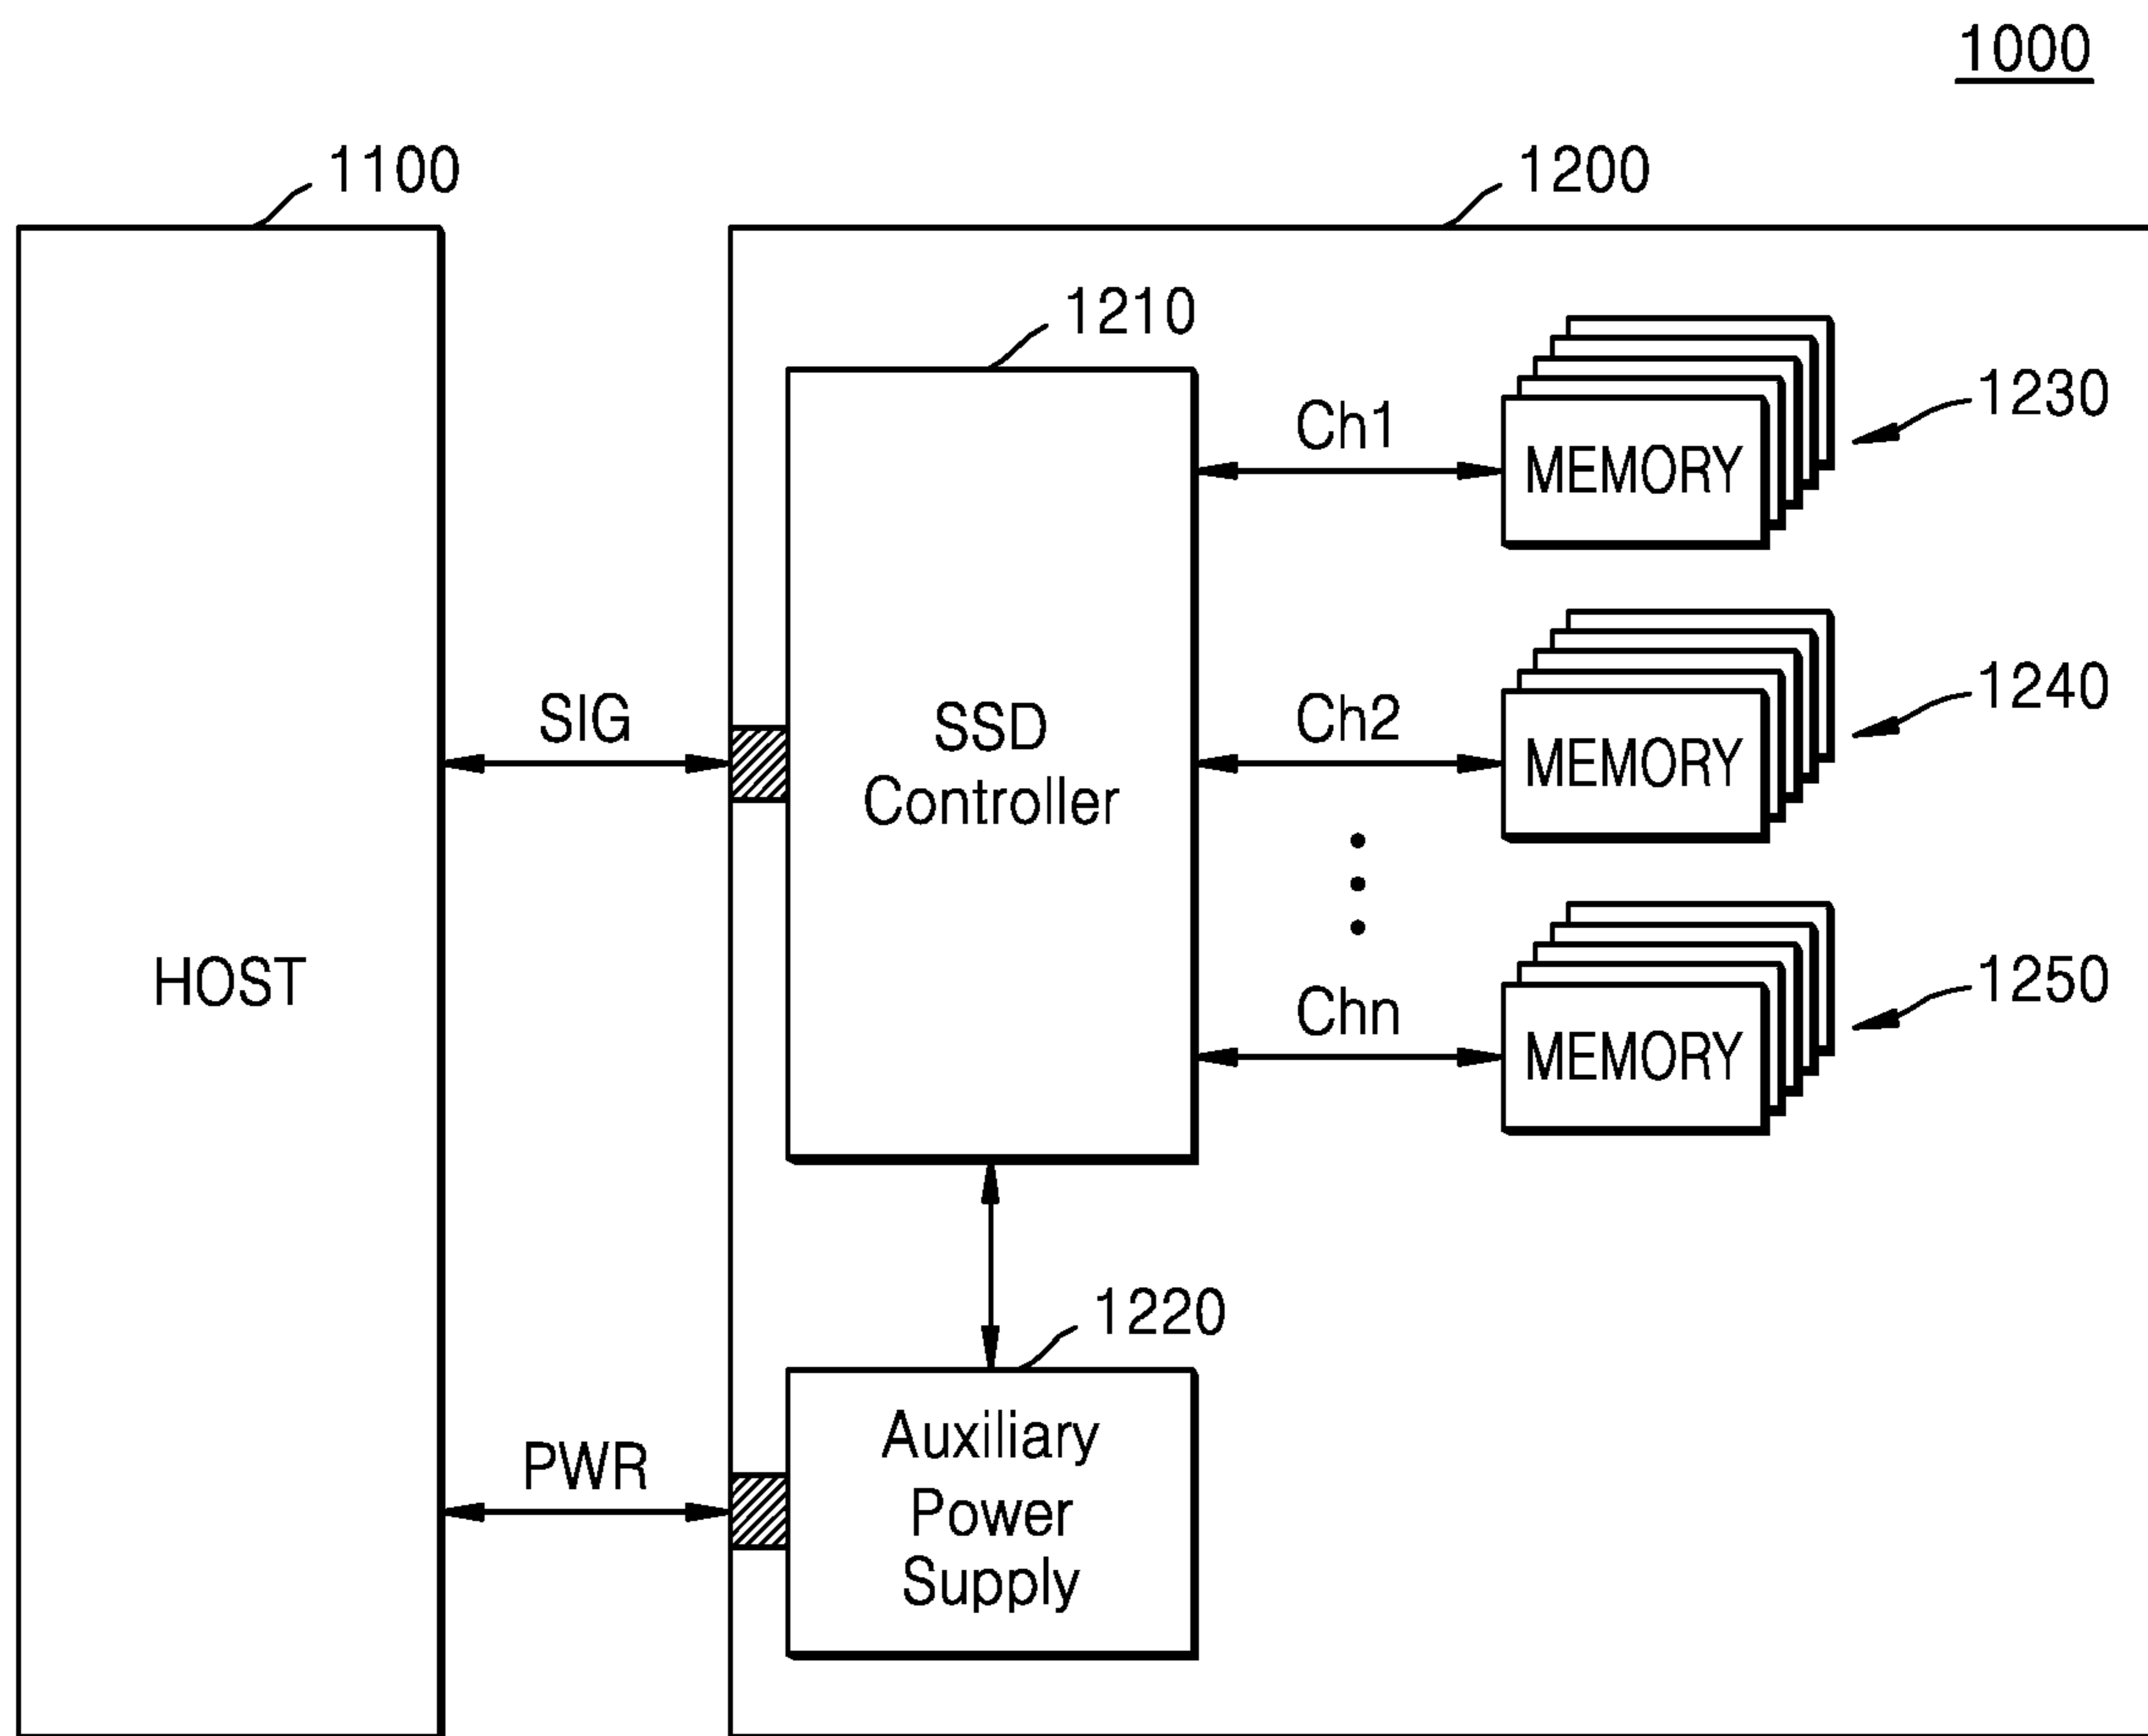 1000
1100
1200
1210
Ch1
MEMORY
1230
SIG
SSD
Controller
Ch2
MEMORY
1240
HOST
Chn
MEMORY
1250
1220
PWR
Auxiliary
Power
Supply